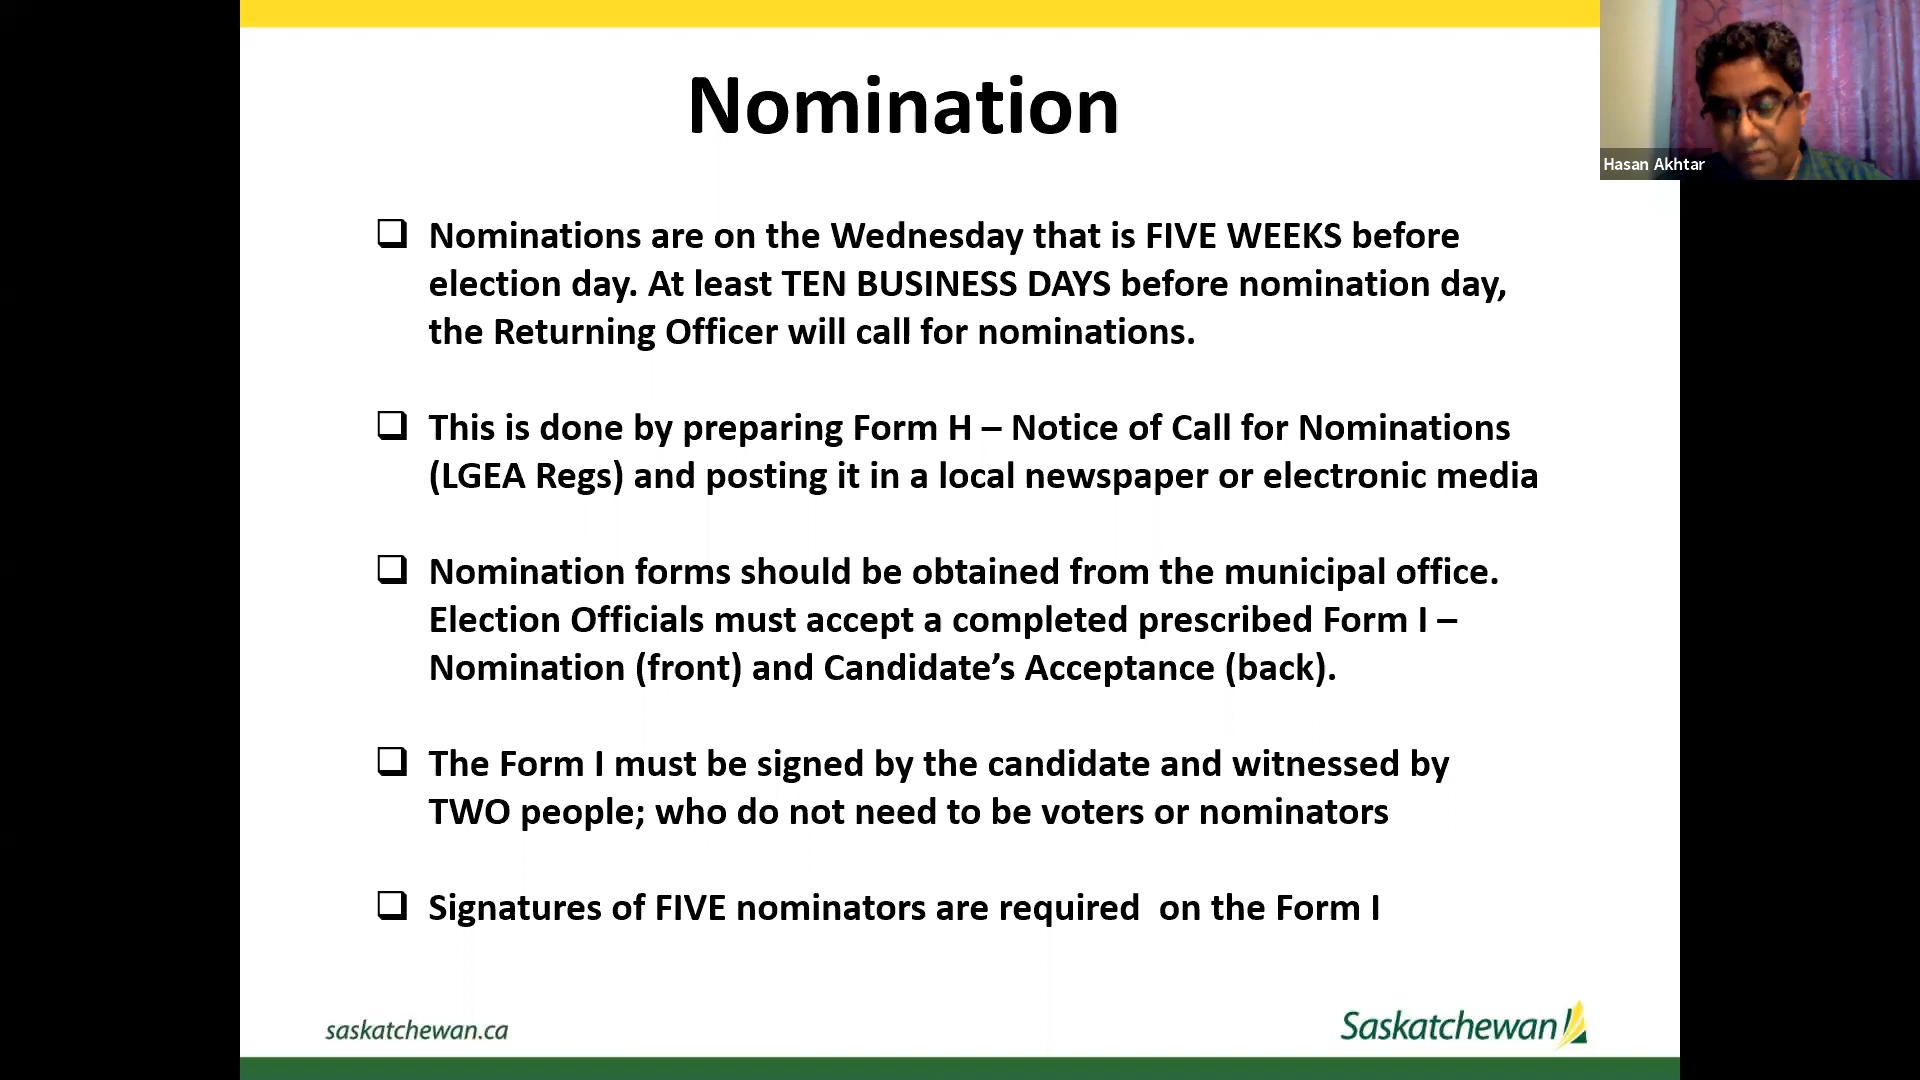 Nomination
Hasan Akhtar
Nominations are on the Wednesday that is FIVE WEEKS before
election day. At least TEN BUSINESS DAYS before nomination day,
the Returning Officer will call for nominations.
This is done by preparing Form H – Notice of Call for Nominations
(LGEA Regs) and posting it in a local newspaper or electronic media
Nomination forms should be obtained from the municipal office.
Election Officials must accept a completed prescribed Form I –
Nomination (front) and Candidate’s Acceptance (back).
The Form I must be signed by the candidate and witnessed by
TWO people; who do not need to be voters or nominators
Signatures of FIVE nominators are required  on the Form I
saskatchewan.ca
Saskatchewan